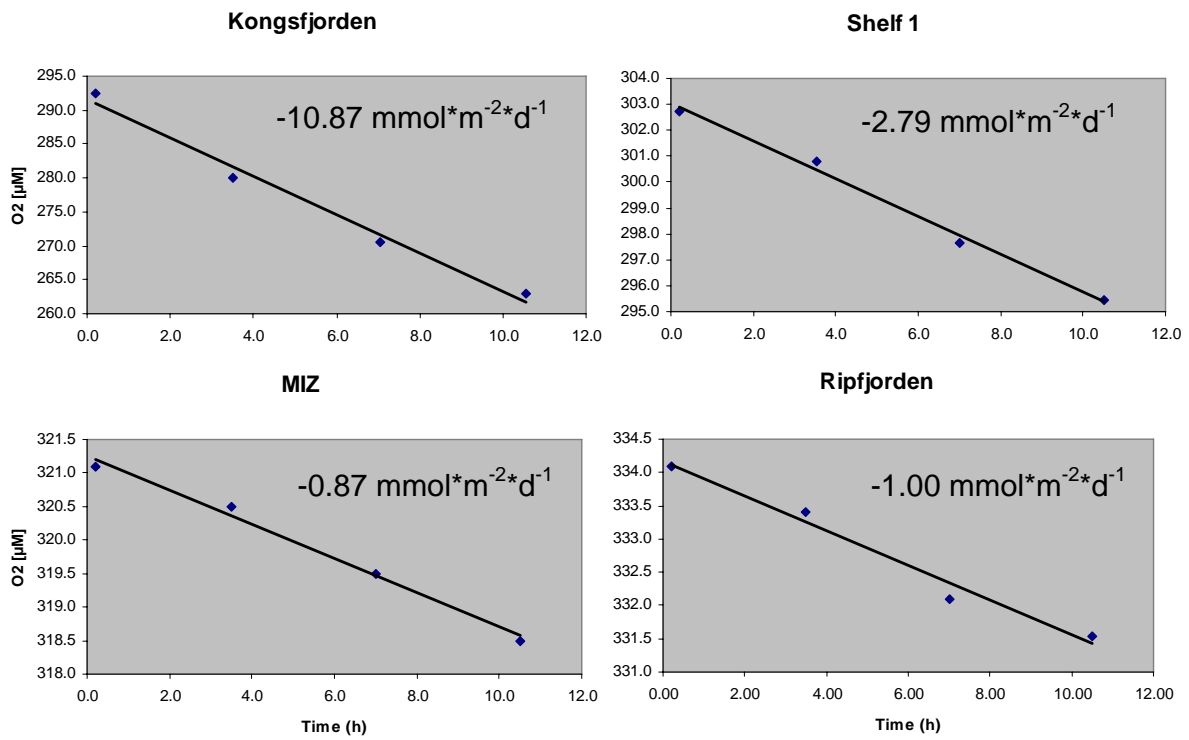 Kongsfjorden
295.0
290.0
285.0
280.0
275.0
270.0
265.0
260.0
O2 [µM]
-10.87 mmol*m⁻²*d⁻¹
0.0 2.0 4.0 6.0 8.0 10.0 12.0
Shelf 1
304.0
303.0
302.0
301.0
300.0
299.0
298.0
297.0
296.0
295.0
-2.79 mmol*m⁻²*d⁻¹
0.0 2.0 4.0 6.0 8.0 10.0 12.0
MIZ
321.5
321.0
320.5
320.0
319.5
319.0
318.5
318.0
O2 [µM]
-0.87 mmol*m⁻²*d⁻¹
0.0 2.0 4.0 6.0 8.0 10.0 12.0
Time (h)
Ripfjorden
334.5
334.0
333.5
333.0
332.5
332.0
331.5
331.0
-1.00 mmol*m⁻²*d⁻¹
0.00 2.00 4.00 6.00 8.00 10.00 12.00
Time (h)